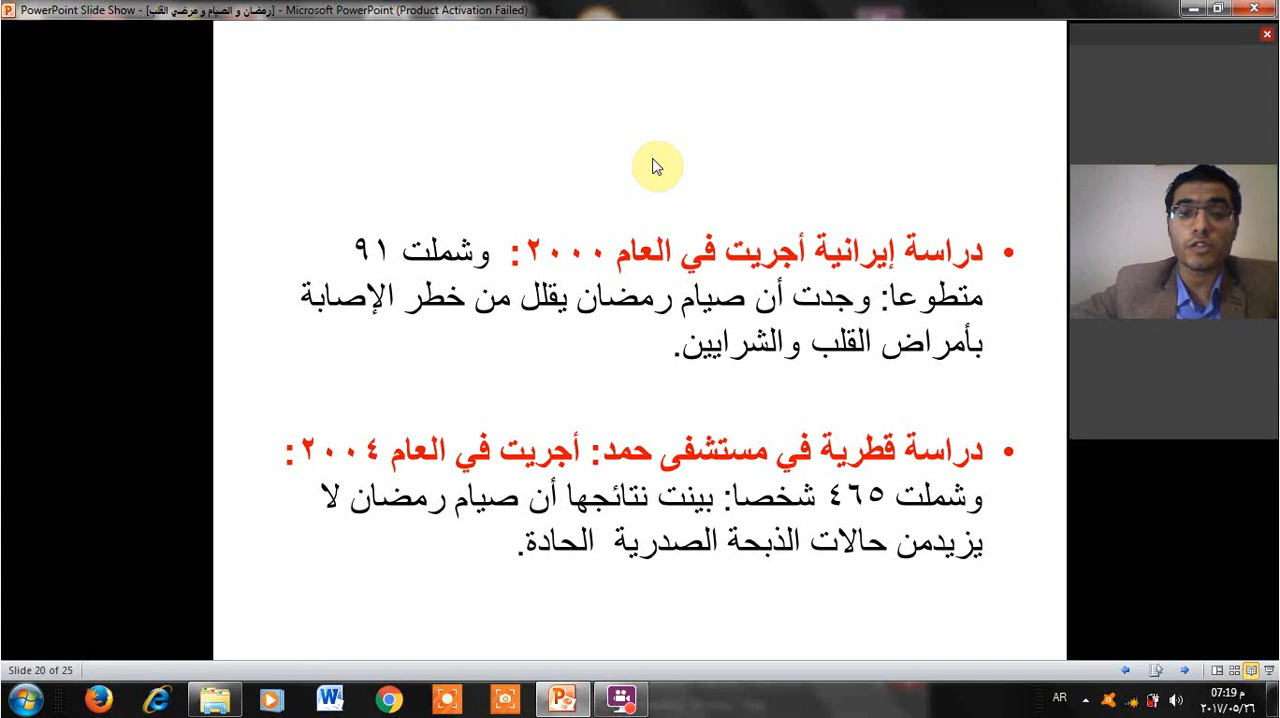 PowerPoint Slide Show - [رمضان و الصيام و مرضي القلب] - Microsoft PowerPoint (Product Activation Failed)
• دراسة إيرانية أجريت في العام ٢٠٠٠: وشملت ٩١
متطوعا: وجدت أن صيام رمضان يقلل من خطر الإصابة
بأمراض القلب والشرايين.
• دراسة قطرية في مستشفى حمد: أجريت في العام ٢٠٠٤:
وشملت ٤٦٥ شخصا: بينت نتائجها أن صيام رمضان لا
يزيدمن حالات الذبحة الصدرية الحادة.
Slide 20 of 25
AR
07:19 م
٢٠١٧/٠٥/٢٦